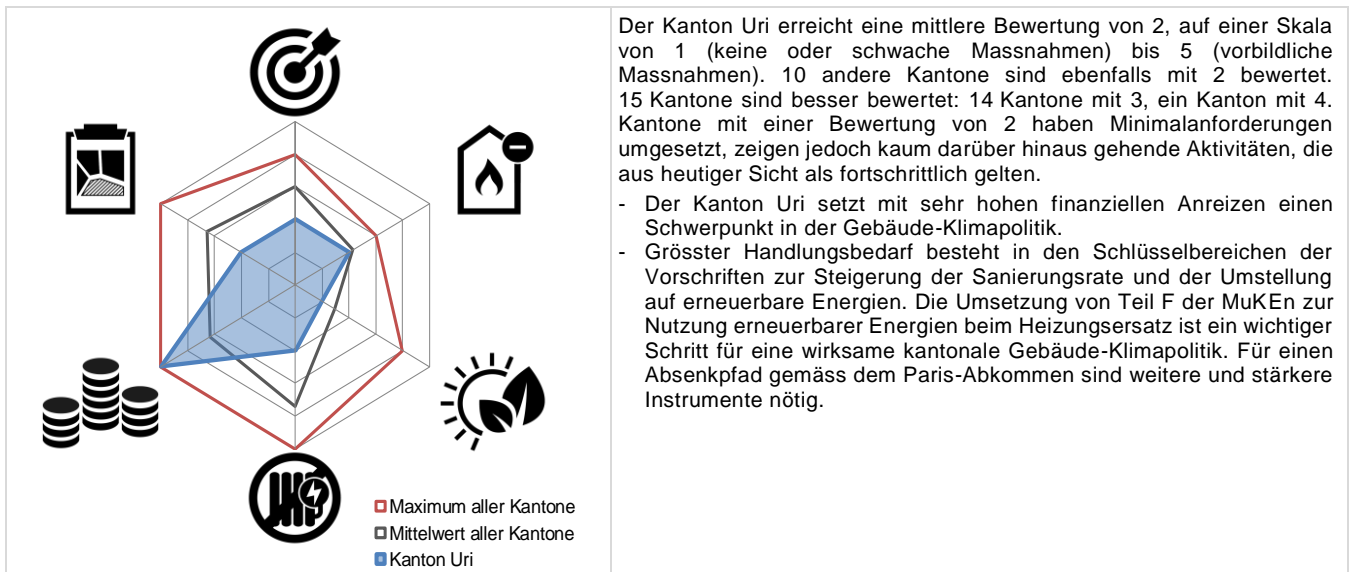 Maximum aller Kantone
Mittelwert aller Kantone
Kanton Uri
Der Kanton Uri erreicht eine mittlere Bewertung von 2, auf einer Skala
von 1 (keine oder schwache Massnahmen) bis 5 (vorbildliche
Massnahmen). 10 andere Kantone sind ebenfalls mit 2 bewertet.
15 Kantone sind besser bewertet: 14 Kantone mit 3, ein Kanton mit 4.
Kantone mit einer Bewertung von 2 haben Minimalanforderungen
umgesetzt, zeigen jedoch kaum darüber hinaus gehende Aktivitäten, die
aus heutiger Sicht als fortschrittlich gelten.
- Der Kanton Uri setzt mit sehr hohen finanziellen Anreizen einen
Schwerpunkt in der Gebäude-Klimapolitik.
- Grösster Handlungsbedarf besteht in den Schlüsselbereichen der
Vorschriften zur Steigerung der Sanierungsrate und der Umstellung
auf erneuerbare Energien. Die Umsetzung von Teil F der MuKEn zur
Nutzung erneuerbarer Energien beim Heizungsersatz ist ein wichtiger
Schritt für eine wirksame kantonale Gebäude-Klimapolitik. Für einen
Absenkpfad gemäss dem Paris-Abkommen sind weitere und stärkere
Instrumente nötig.